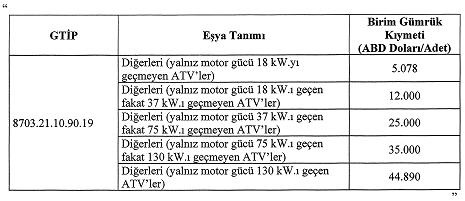 “
GTİP
Eşya Tanımı
Birim Gümrük
Kıymeti
(ABD Doları/Adet)
8703.21.10.90.19
Diğerleri (yalnız motor gücü 18 kW.yı
geçmeyen ATV’ler)
5.078
Diğerleri (yalnız motor gücü 18 kW.ı geçen
fakat 37 kW.ı geçmeyen ATV’ler)
12.000
Diğerleri (yalnız motor gücü 37 kW.ı geçen
fakat 75 kW.ı geçmeyen ATV’ler)
25.000
Diğerleri (yalnız motor gücü 75 kW.ı geçen
fakat 130 kW.ı geçmeyen ATV’ler)
35.000
Diğerleri (yalnız motor gücü 130 kW.ı geçen
ATV’ler)
44.890
”